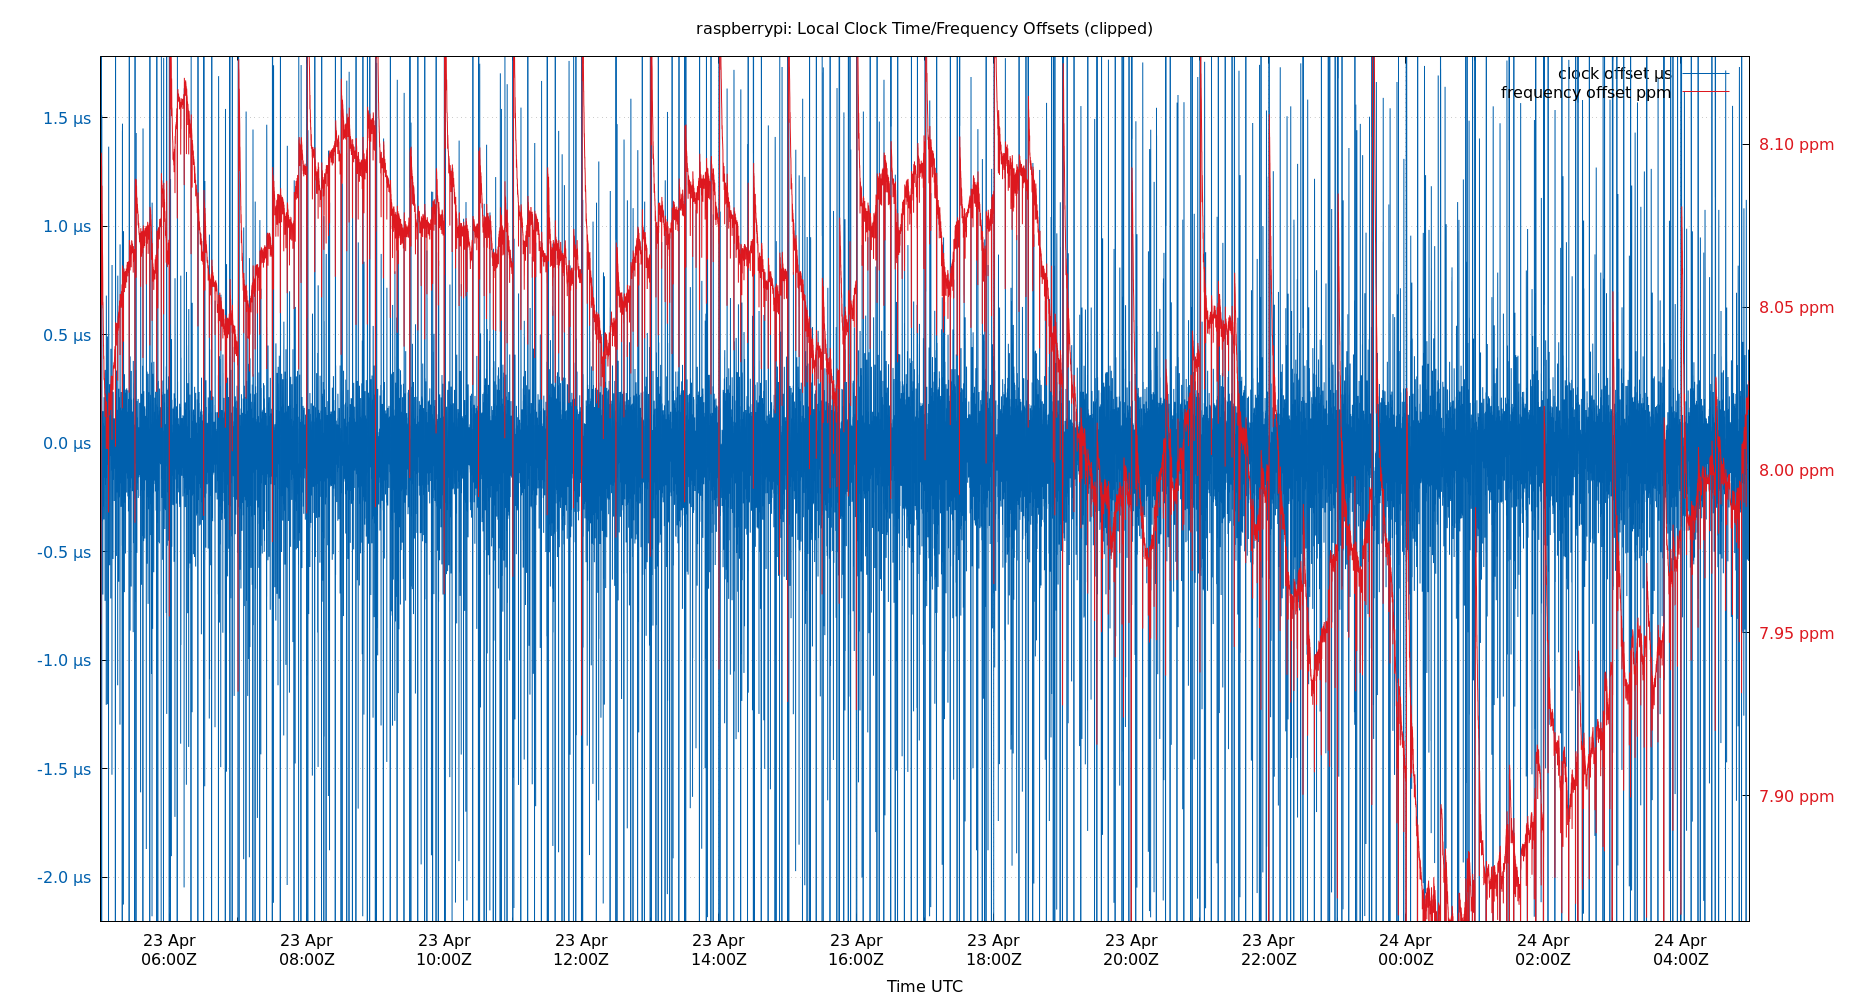 raspberrypi: Local Clock Time/Frequency Offsets (clipped)
clock offset µs
frequency offset ppm
1.5 µs
1.0 µs
0.5 µs
0.0 µs
-0.5 µs
-1.0 µs
-1.5 µs
-2.0 µs
8.10 ppm
8.05 ppm
8.00 ppm
7.95 ppm
7.90 ppm
23 Apr 23 Apr 23 Apr 23 Apr 23 Apr 23 Apr 23 Apr 23 Apr 23 Apr 24 Apr 24 Apr 24 Apr
06:00Z 08:00Z 10:00Z 12:00Z 14:00Z 16:00Z 18:00Z 20:00Z 22:00Z 00:00Z 02:00Z 04:00Z
Time UTC